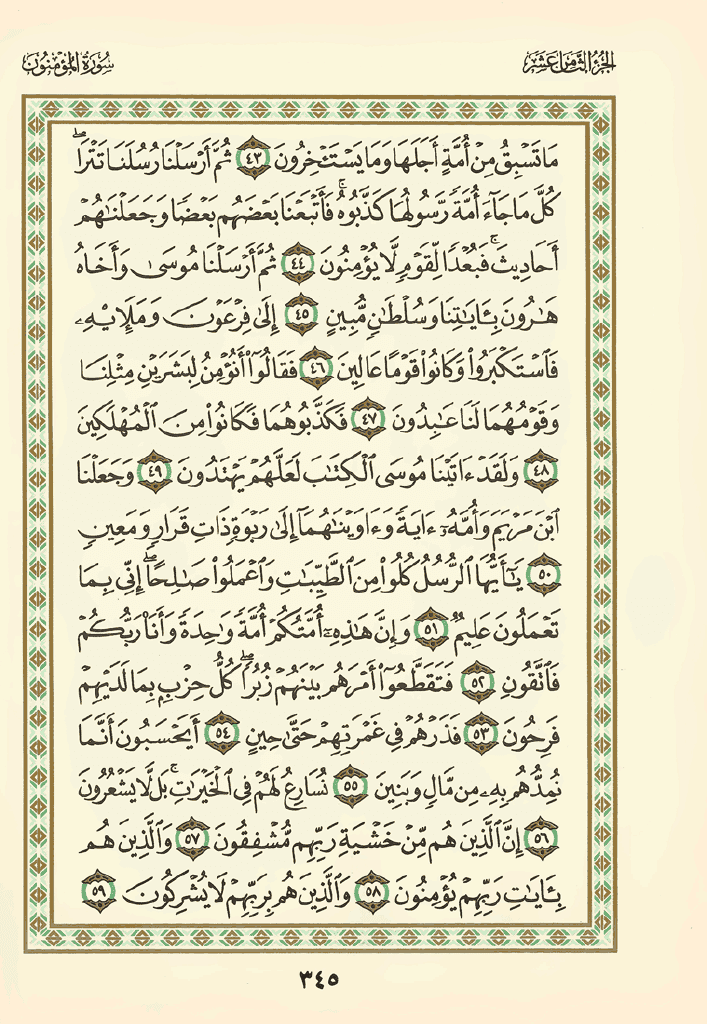 الجزء الثامن عشر
سورة المؤمنون
مَا تَسْبِقُ مِنْ أُمَّةٍ أَجَلَهَا وَمَا يَسْتَـْٔخِرُونَ ٤٣ ثُمَّ أَرْسَلْنَا رُسُلَنَا تَتْرَاۖ
كُلَّ مَا جَآءَ أُمَّةً رَّسُولُهَا كَذَّبُوهُۚ فَأَتْبَعْنَا بَعْضَهُم بَعْضًا وَجَعَلْنَٰهُمْ
أَحَادِيثَۚ فَبُعْدًا لِّقَوْمٍ لَّا يُؤْمِنُونَ ٤٤ ثُمَّ أَرْسَلْنَا مُوسَىٰ وَأَخَاهُ
هَٰرُونَ بِـَٔايَٰتِنَا وَسُلْطَٰنٍ مُّبِينٍ ٤٥ إِلَىٰ فِرْعَوْنَ وَمَلَإِي۟هِۦ
فَٱسْتَكْبَرُوا۟ وَكَانُوا۟ قَوْمًا عَالِينَ ٤٦ فَقَالُوٓا۟ أَنُؤْمِنُ لِبَشَرَيْنِ مِثْلِنَا
وَقَوْمُهُمَا لَنَا عَٰبِدُونَ ٤٧ فَكَذَّبُوهُمَا فَكَانُوا۟ مِنَ ٱلْمُهْلَكِينَ
٤٨ وَلَقَدْ ءَاتَيْنَا مُوسَى ٱلْكِتَٰبَ لَعَلَّهُمْ يَهْتَدُونَ ٤٩ وَجَعَلْنَا
ٱبْنَ مَرْيَمَ وَأُمَّهُۥٓ ءَايَةً وَءَاوَيْنَٰهُمَآ إِلَىٰ رَبْوَةٍ ذَاتِ قَرَارٍ وَمَعِينٍ
٥٠ يَٰٓأَيُّهَا ٱلرُّسُلُ كُلُوا۟ مِنَ ٱلطَّيِّبَٰتِ وَٱعْمَلُوا۟ صَٰلِحًاۖ إِنِّي بِمَا
تَعْمَلُونَ عَلِيمٌ ٥١ وَإِنَّ هَٰذِهِۦٓ أُمَّتُكُمْ أُمَّةً وَٰحِدَةً وَأَنَا۠ رَبُّكُمْ
فَٱتَّقُونِ ٥٢ فَتَقَطَّعُوٓا۟ أَمْرَهُم بَيْنَهُمْ زُبُرًاۖ كُلُّ حِزْبٍۭ بِمَا لَدَيْهِمْ
فَرِحُونَ ٥٣ فَذَرْهُمْ فِي غَمْرَتِهِمْ حَتَّىٰ حِينٍ ٥٤ أَيَحْسَبُونَ أَنَّمَا
نُمِدُّهُم بِهِۦ مِن مَّالٍ وَبَنِينَ ٥٥ نُسَارِعُ لَهُمْ فِي ٱلْخَيْرَٰتِۚ بَل لَّا يَشْعُرُونَ
٥٦ إِنَّ ٱلَّذِينَ هُم مِّنْ خَشْيَةِ رَبِّهِم مُّشْفِقُونَ ٥٧ وَٱلَّذِينَ هُم
بِـَٔايَٰتِ رَبِّهِمْ يُؤْمِنُونَ ٥٨ وَٱلَّذِينَ هُم بِرَبِّهِمْ لَا يُشْرِكُونَ ٥٩
٣٤٥